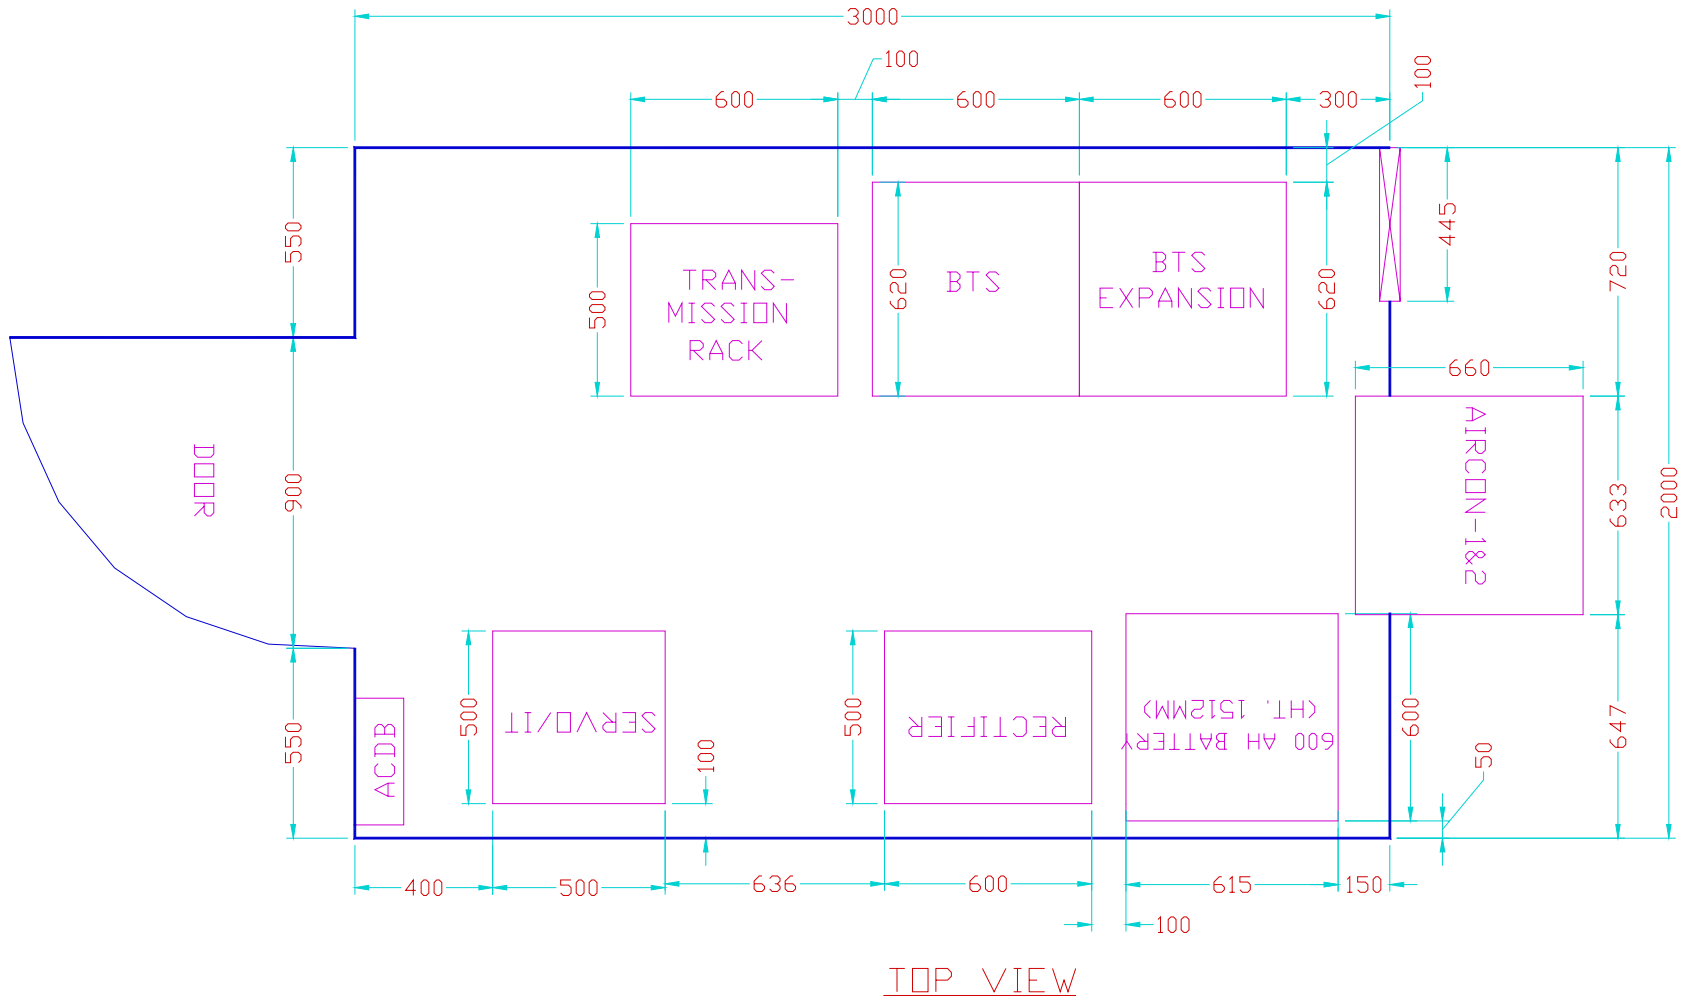 3000
100
600
600
600
300
100
550
900
550
TRANS-
MISSION
RACK
500
BTS
620
BTS
EXPANSION
620
445
720
660
AIRCON-1&2
633
2000
647
DOOR
ACDB
SERVO/IT
500
100
RECTIFIER
500
600 AH BATTERY
(HT. 1512MM)
600
50
400
500
636
600
615
150
100
TOP VIEW